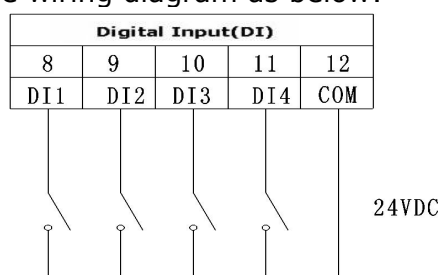 wiring diagram as below:
Digital Input(DI)
8 9 10 11 12
DI1 DI2 DI3 DI4 COM
24VDC